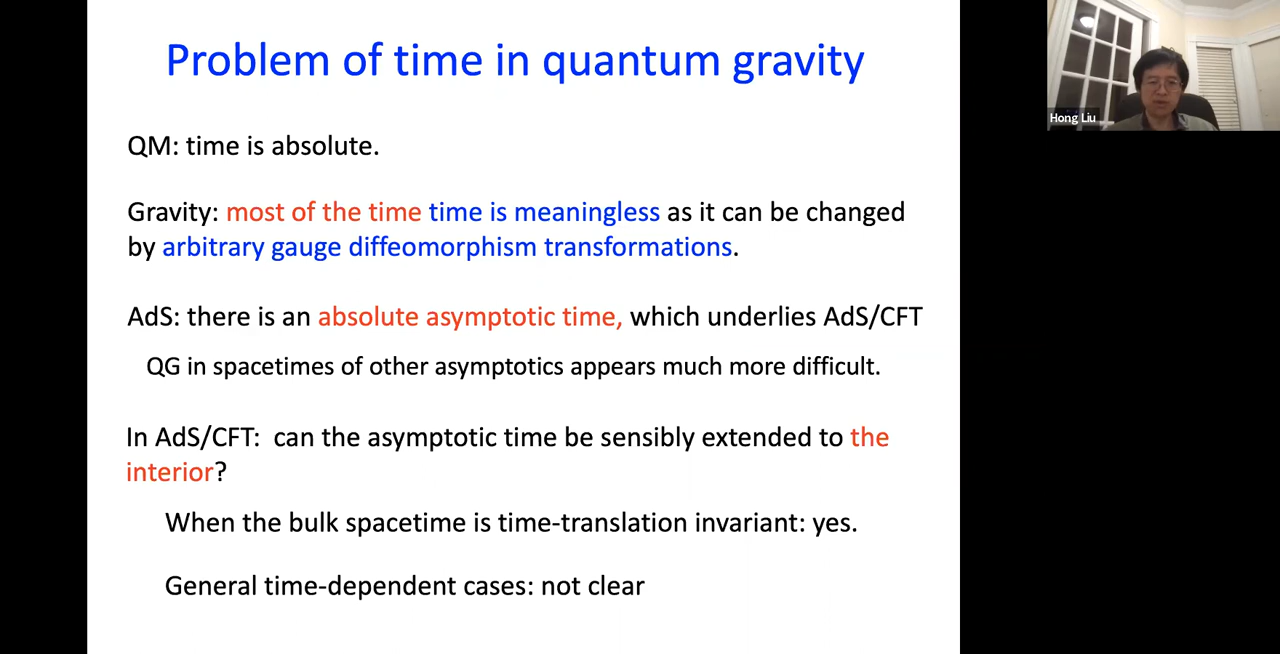 Problem of time in quantum gravity
Hong Liu
QM: time is absolute.
Gravity: most of the time time is meaningless as it can be changed
by arbitrary gauge diffeomorphism transformations.
AdS: there is an absolute asymptotic time, which underlies AdS/CFT
QG in spacetimes of other asymptotics appears much more difficult.
In AdS/CFT: can the asymptotic time be sensibly extended to the
interior?
When the bulk spacetime is time-translation invariant: yes.
General time-dependent cases: not clear